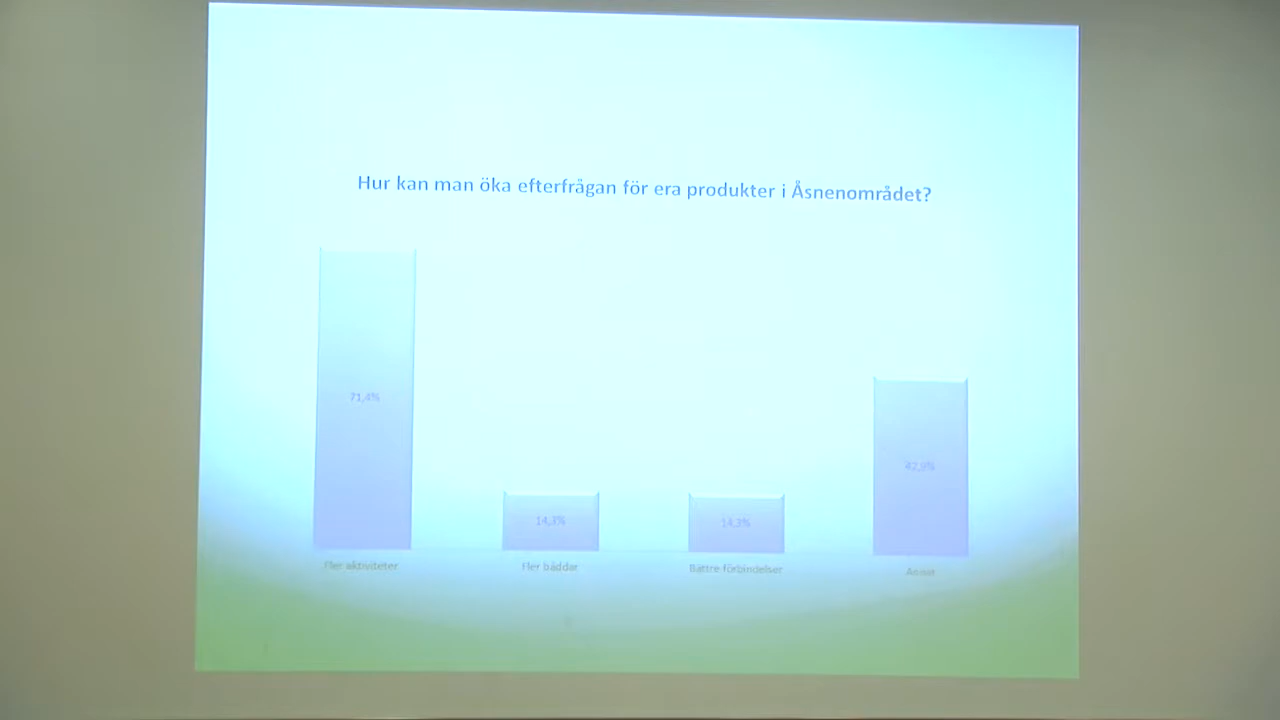 Hur kan man öka efterfrågan för era produkter i Åsnenområdet?
71,4%
14,3%
14,3%
42,9%
Fler aktiviteter
Fler bäddar
Bättre förbindelser
Annat